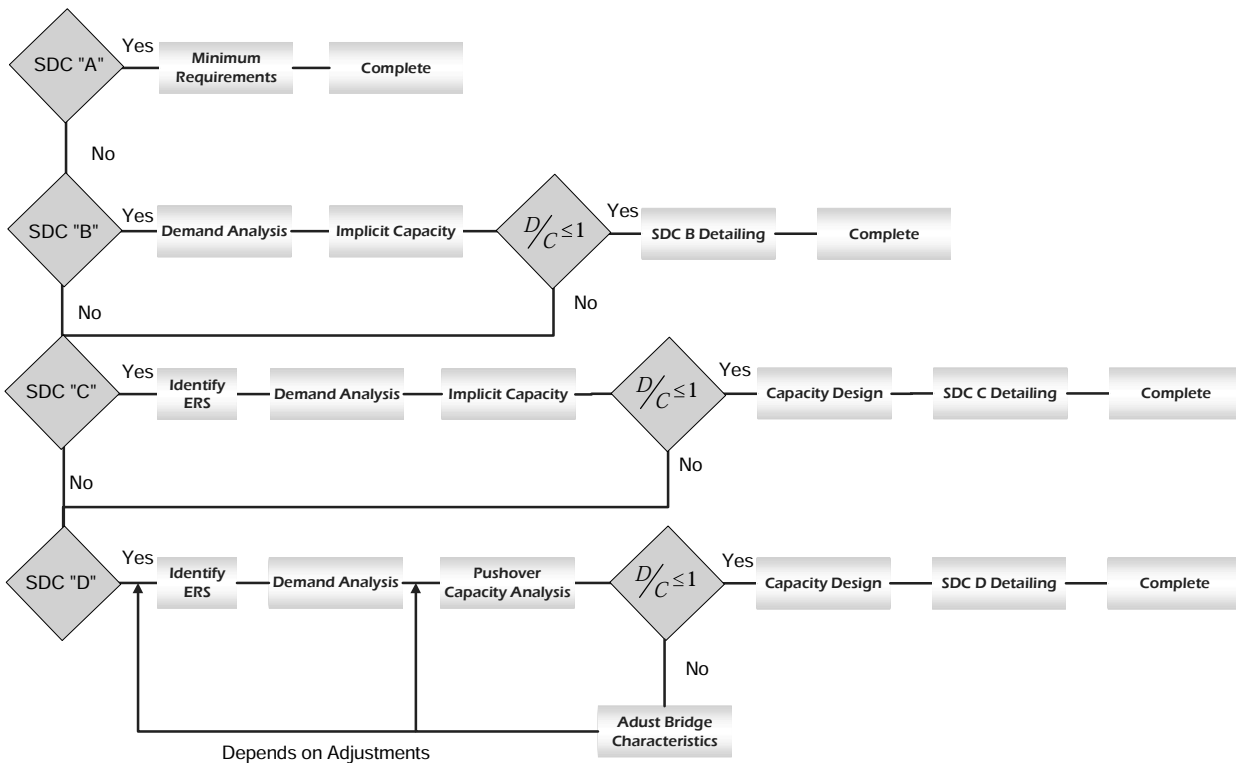 Yes
SDC "A"
Minimum
Requirements
Complete
No
Yes
SDC "B"
Demand Analysis
Implicit Capacity
D/C ≤ 1
Yes
SDC B Detailing
Complete
No
No
Yes
SDC "C"
Identify
ERS
Demand Analysis
Implicit Capacity
D/C ≤ 1
Yes
Capacity Design
SDC C Detailing
Complete
No
No
Yes
SDC "D"
Identify
ERS
Demand Analysis
Pushover
Capacity Analysis
D/C ≤ 1
Yes
Capacity Design
SDC D Detailing
Complete
No
Adust Bridge
Characteristics
Depends on Adjustments